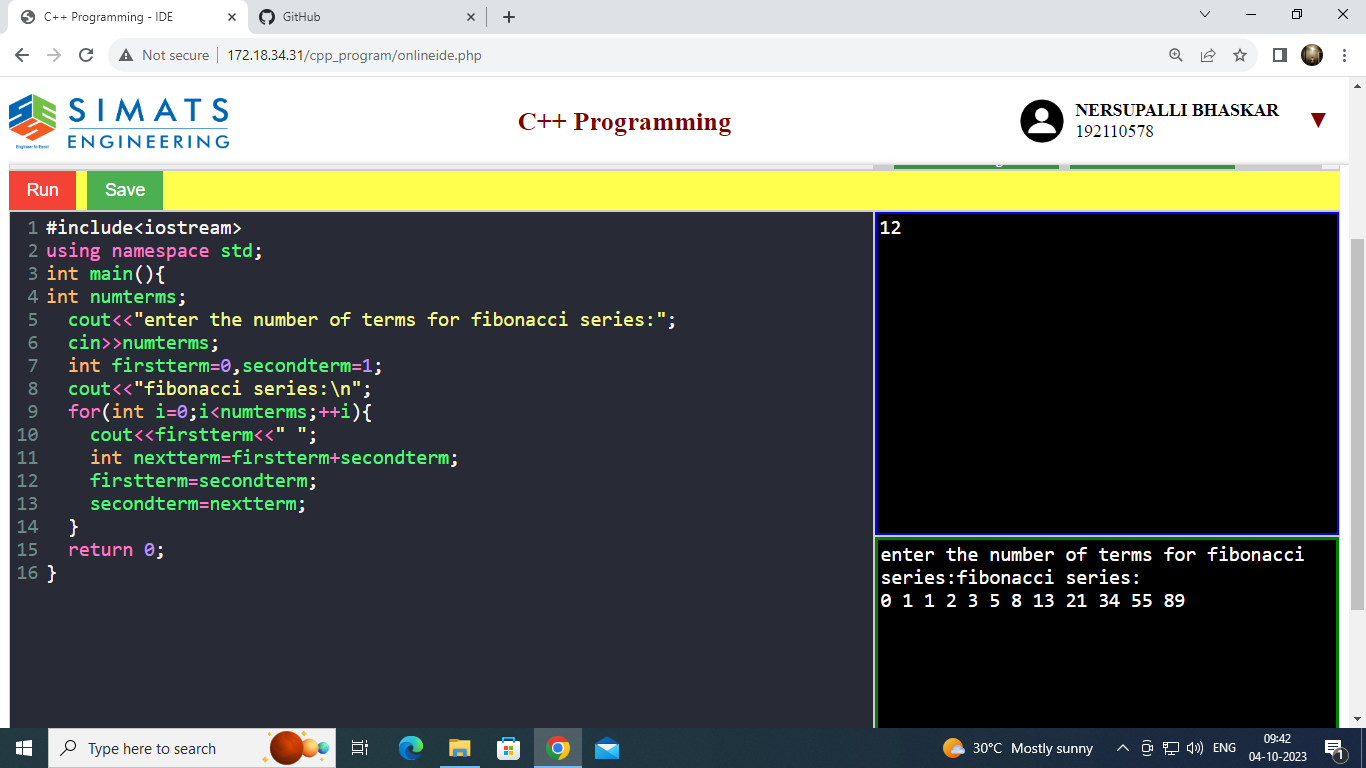 C++ Programming - IDE
GitHub
Not secure
172.18.34.31/cpp_program/onlineide.php
SIMATS
ENGINEERING
Engineer to Excel
C++ Programming
NERSUPALLI BHASKAR
192110578
Run
Save
1 #include<iostream>
2 using namespace std;
3 int main(){
4 int numterms;
5 cout<<"enter the number of terms for fibonacci series:";
6 cin>>numterms;
7 int firstterm=0,secondterm=1;
8 cout<<"fibonacci series:\n";
9 for(int i=0;i<numterms;++i){
10 cout<<firstterm<<" ";
11 int nextterm=firstterm+secondterm;
12 firstterm=secondterm;
13 secondterm=nextterm;
14 }
15 return 0;
16 }
12
enter the number of terms for fibonacci
series:fibonacci series:
0 1 1 2 3 5 8 13 21 34 55 89
Type here to search
30°C Mostly sunny
ENG
09:42
04-10-2023
1